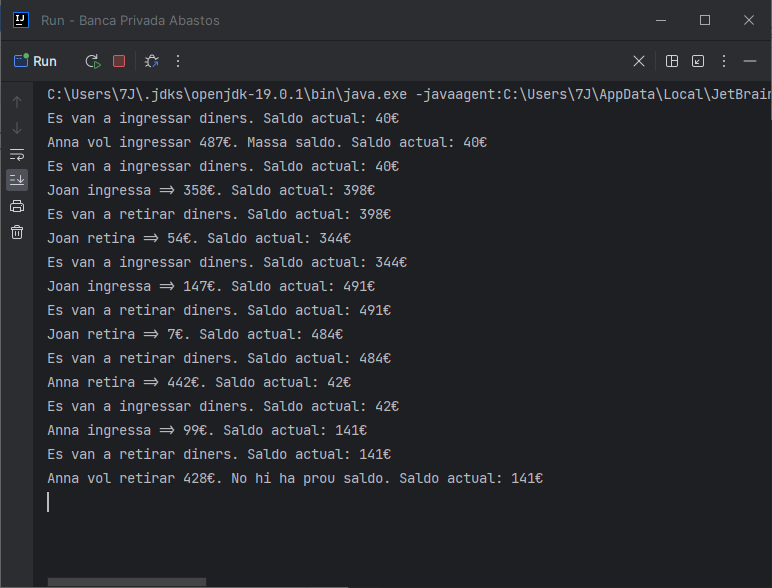 Run - Banca Privada Abastos
Run
C:\Users\7J\.jdks\openjdk-19.0.1\bin\java.exe -javaagent:C:\Users\7J\AppData\Local\JetBrain
Es van a ingressar diners. Saldo actual: 40€
Anna vol ingressar 487€. Massa saldo. Saldo actual: 40€
Es van a ingressar diners. Saldo actual: 40€
Joan ingressa => 358€. Saldo actual: 398€
Es van a retirar diners. Saldo actual: 398€
Joan retira => 54€. Saldo actual: 344€
Es van a ingressar diners. Saldo actual: 344€
Joan ingressa => 147€. Saldo actual: 491€
Es van a retirar diners. Saldo actual: 491€
Joan retira => 7€. Saldo actual: 484€
Es van a retirar diners. Saldo actual: 484€
Anna retira => 442€. Saldo actual: 42€
Es van a ingressar diners. Saldo actual: 42€
Anna ingressa => 99€. Saldo actual: 141€
Es van a retirar diners. Saldo actual: 141€
Anna vol retirar 428€. No hi ha prou saldo. Saldo actual: 141€